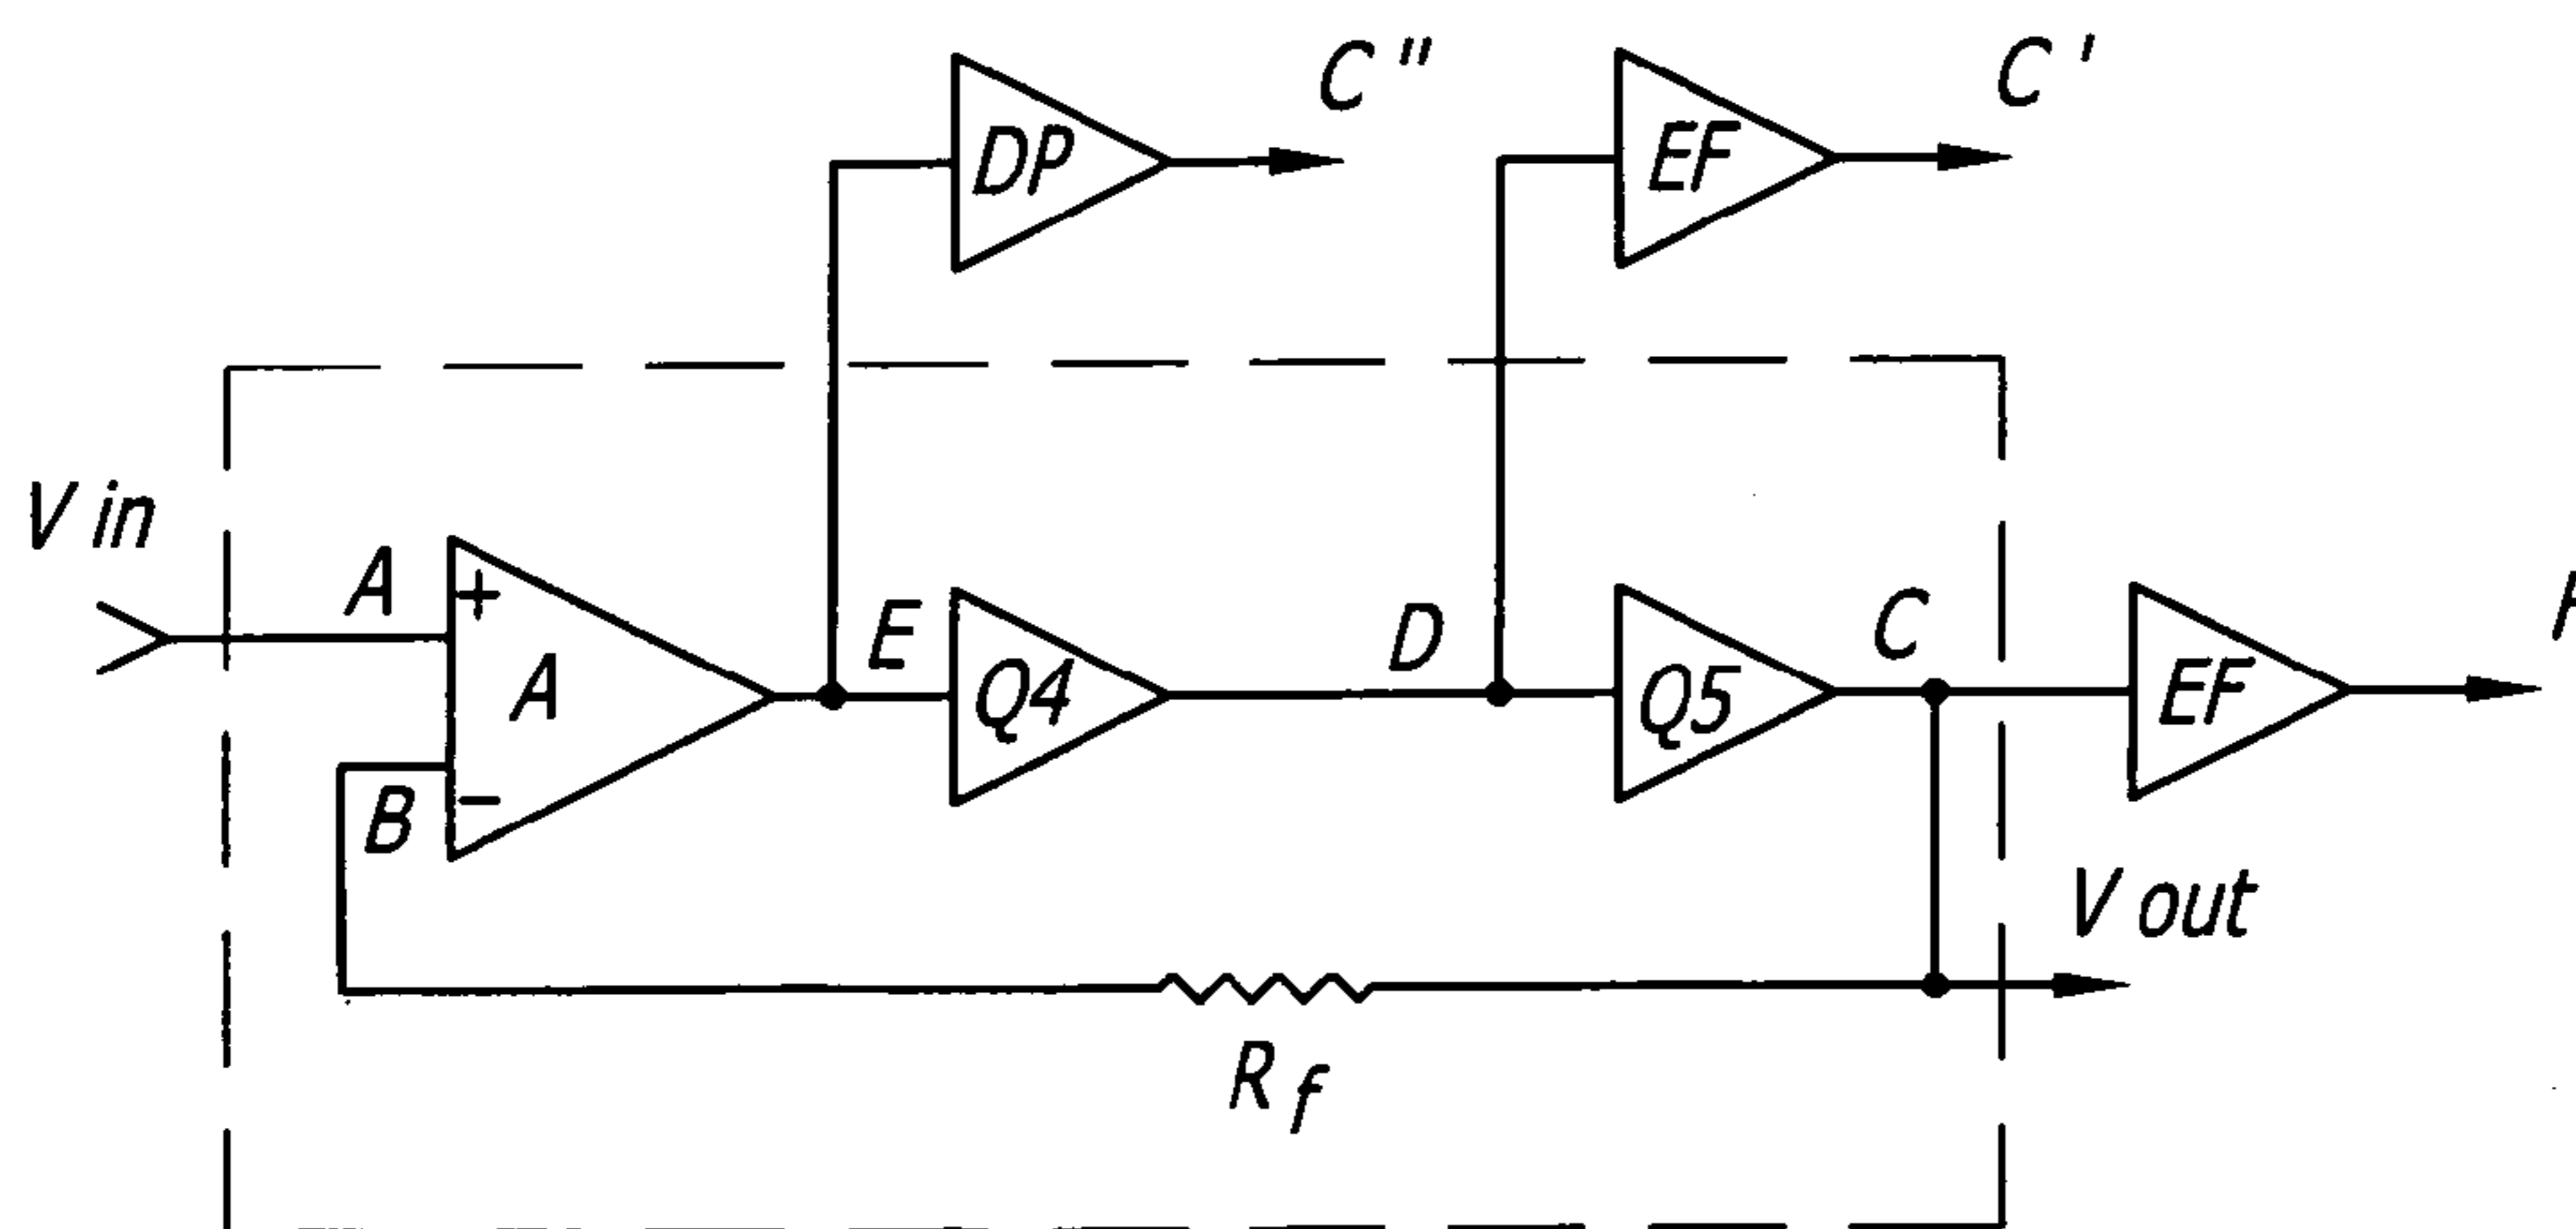 C" C'
DP EF
V in
A + A E Q4 D Q5 C EF
B -
V out
R f